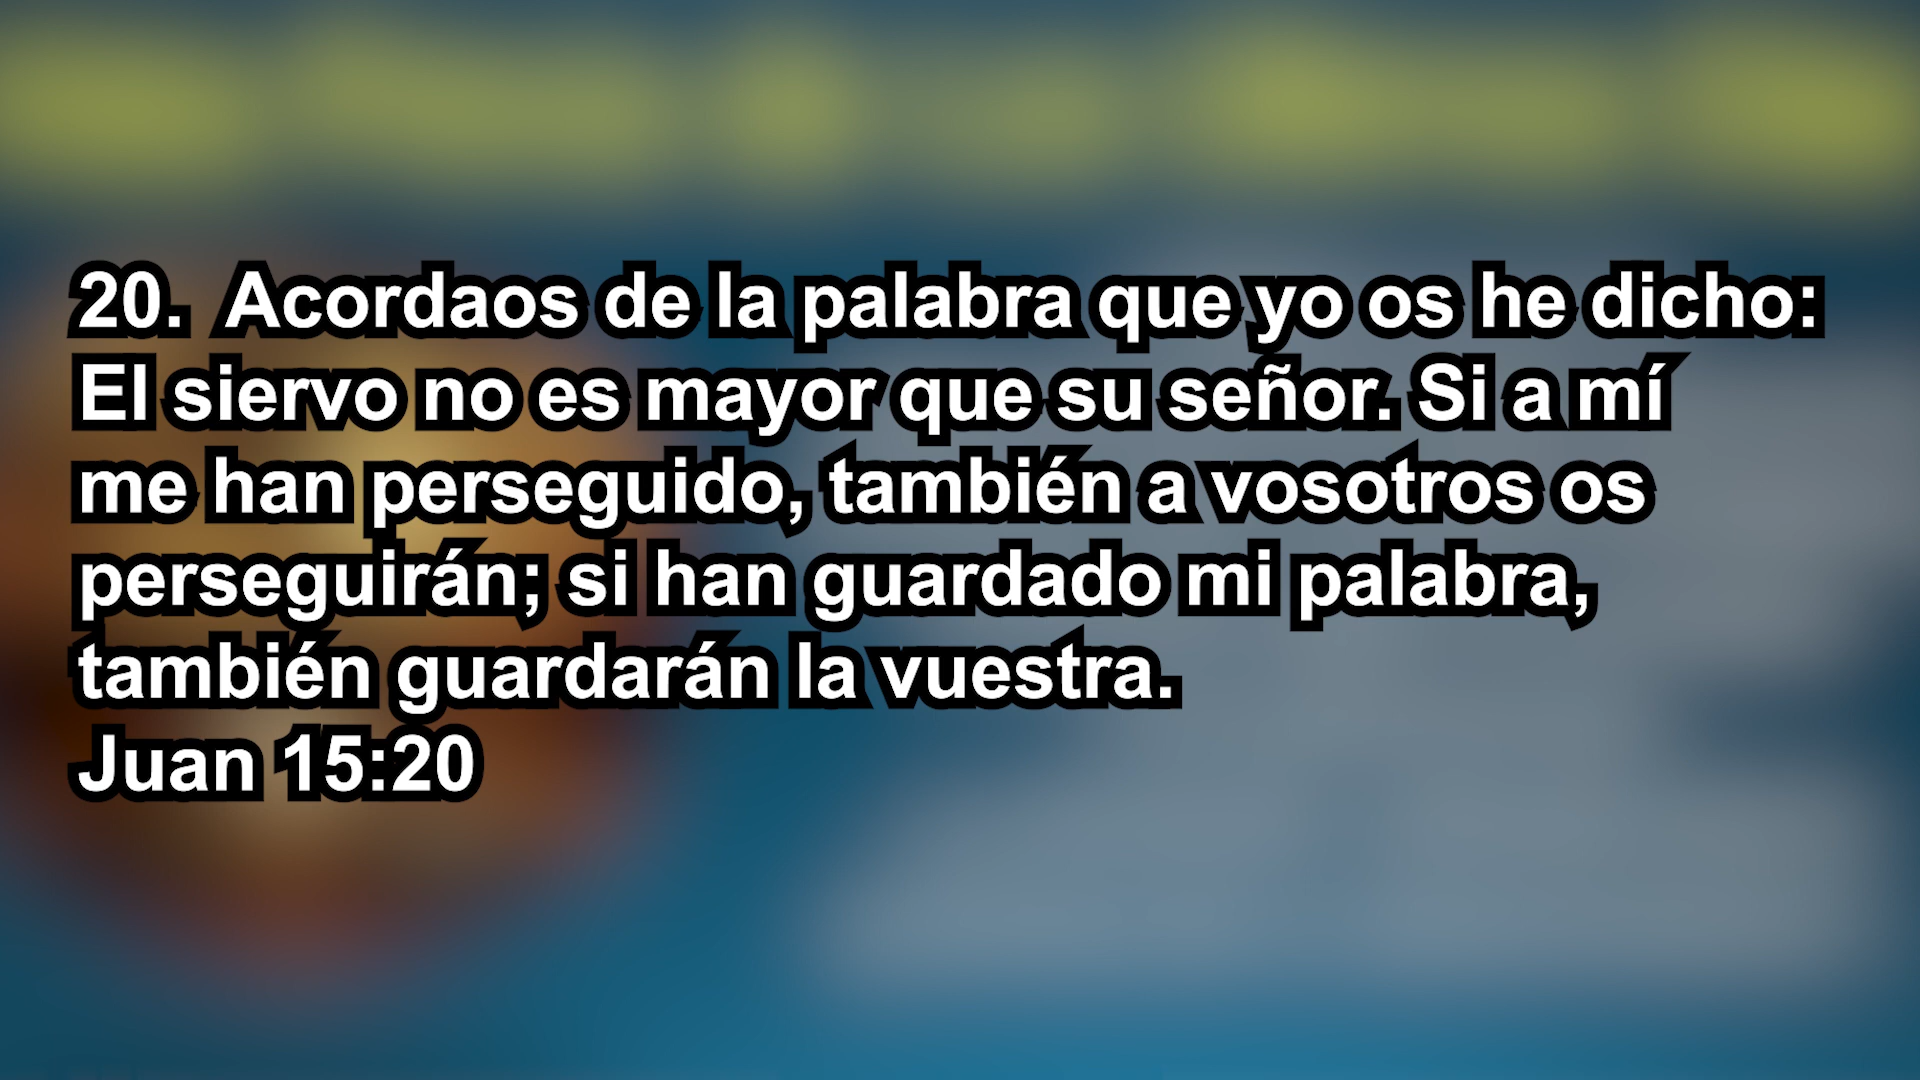 20.  Acordaos de la palabra que yo os he dicho:
El siervo no es mayor que su señor. Si a mí
me han perseguido, también a vosotros os
perseguirán; si han guardado mi palabra,
también guardarán la vuestra.
Juan 15:20